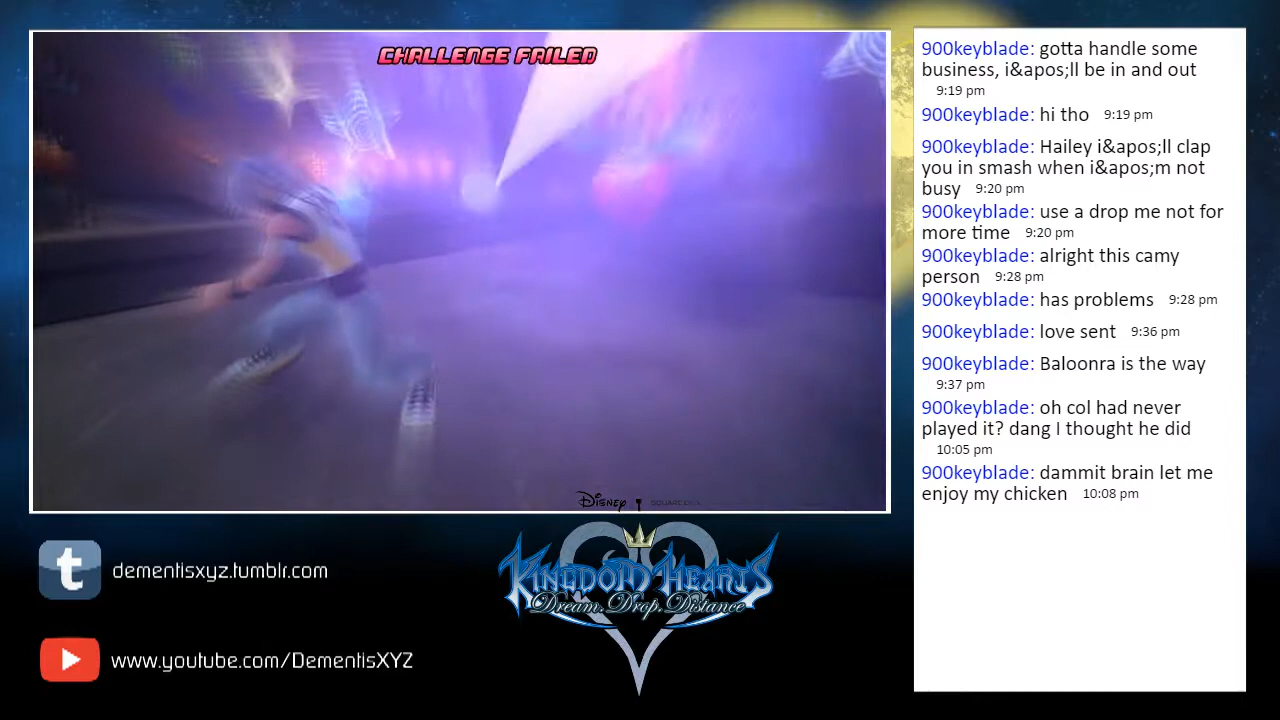 CHALLENGE FAILED
Disney
SQUARE ENIX
dementisxyz.tumblr.com
www.youtube.com/DementisXYZ
KINGDOM HEARTS
Dream.Drop.Distance
900keyblade: gotta handle some
business, i&apos;ll be in and out
9:19 pm
900keyblade: hi tho 9:19 pm
900keyblade: Hailey i&apos;ll clap
you in smash when i&apos;m not
busy 9:20 pm
900keyblade: use a drop me not for
more time 9:20 pm
900keyblade: alright this camy
person 9:28 pm
900keyblade: has problems 9:28 pm
900keyblade: love sent 9:36 pm
900keyblade: Baloonra is the way
9:37 pm
900keyblade: oh col had never
played it? dang I thought he did
10:05 pm
900keyblade: dammit brain let me
enjoy my chicken 10:08 pm